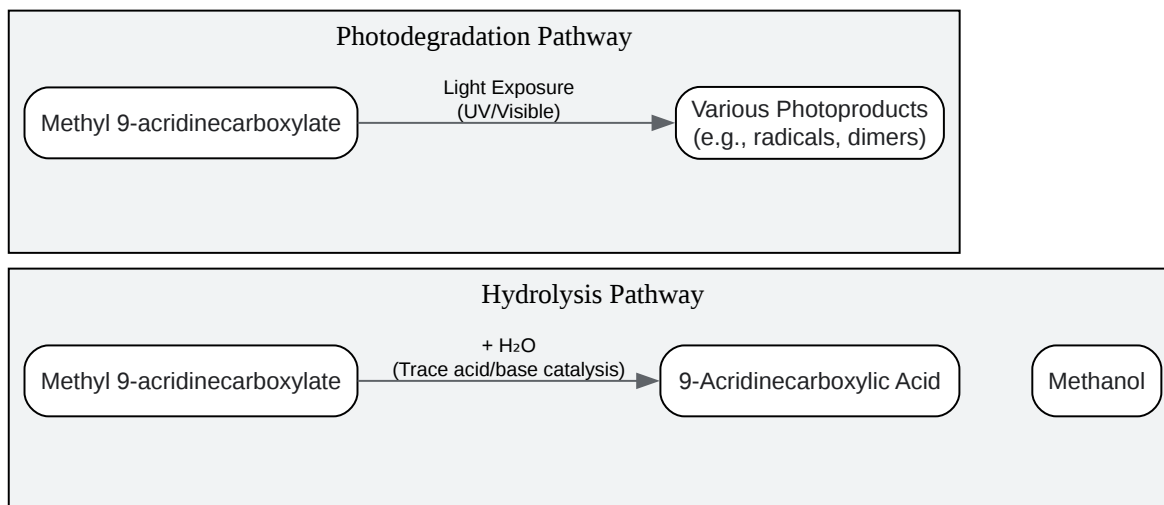 Photodegradation Pathway
Methyl 9-acridinecarboxylate
Light Exposure
(UV/Visible)
Various Photoproducts
(e.g., radicals, dimers)
Hydrolysis Pathway
Methyl 9-acridinecarboxylate
+ H₂O
(Trace acid/base catalysis)
9-Acridinecarboxylic Acid
Methanol